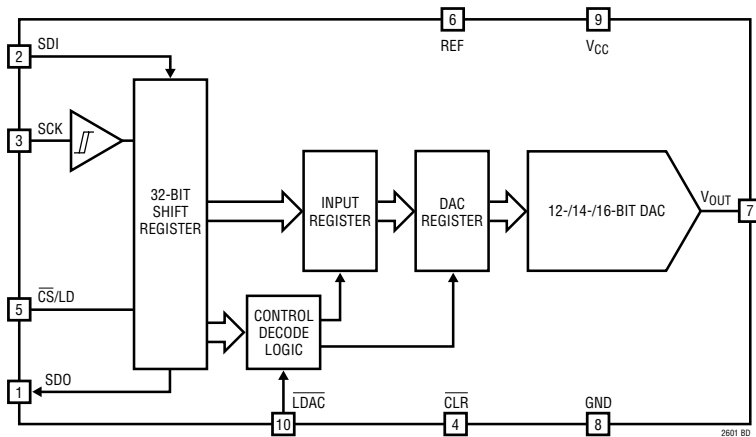 6
9
REF
VCC
2
SDI
3
SCK
32-BIT
SHIFT
REGISTER
INPUT
REGISTER
DAC
REGISTER
12-/14-/16-BIT DAC
VOUT
7
5
CS/LD
CONTROL
DECODE
LOGIC
1
SDO
LDAC
CLR
GND
10
4
8
2601 BD